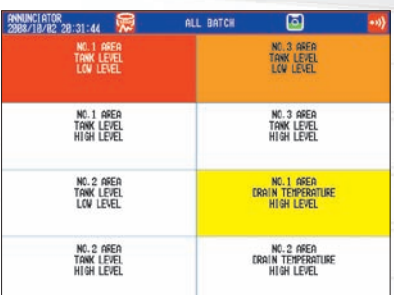 ANNUNCIATOR
2008/10/02 20:31:44
ALL BATCH
NO.1 AREA
TANK LEVEL
LOW LEVEL
NO.3 AREA
TANK LEVEL
LOW LEVEL
NO.1 AREA
TANK LEVEL
HIGH LEVEL
NO.3 AREA
TANK LEVEL
HIGH LEVEL
NO.2 AREA
TANK LEVEL
LOW LEVEL
NO.1 AREA
DRAIN TEMPERATURE
HIGH LEVEL
NO.2 AREA
TANK LEVEL
HIGH LEVEL
NO.2 AREA
DRAIN TEMPERATURE
HIGH LEVEL